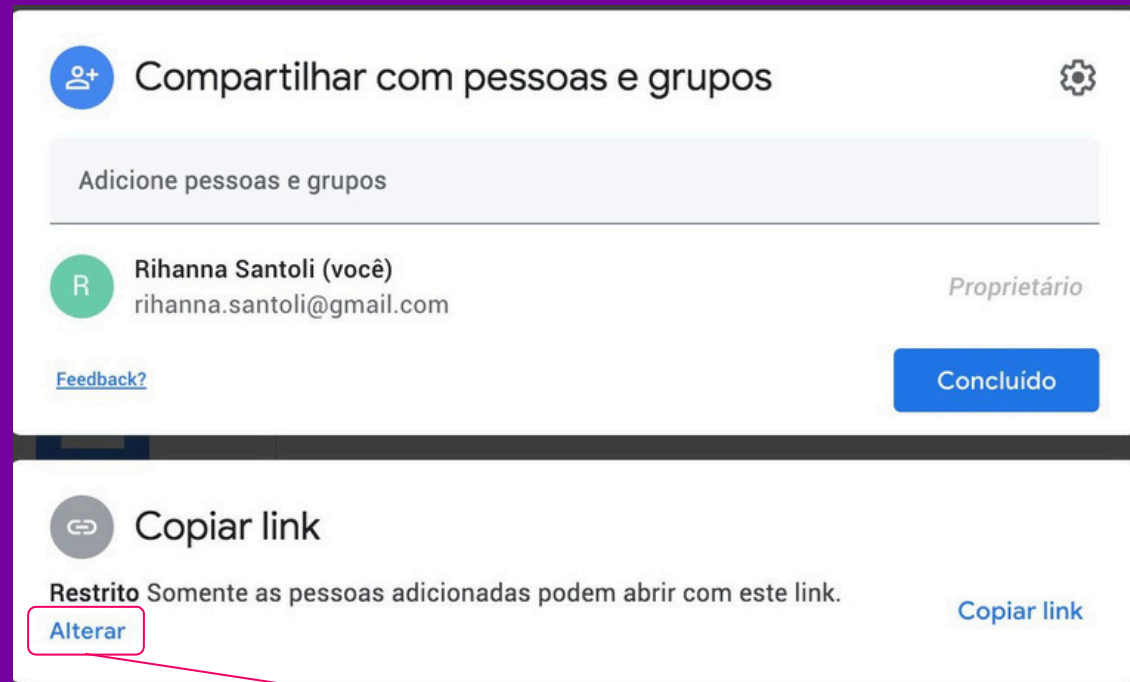 Compartilhar com pessoas e grupos
Adicione pessoas e grupos
R
Rihanna Santoli (você)
rihanna.santoli@gmail.com
Proprietário
Feedback?
Concluído
Copiar link
Restrito Somente as pessoas adicionadas podem abrir com este link.
Alterar
Copiar link